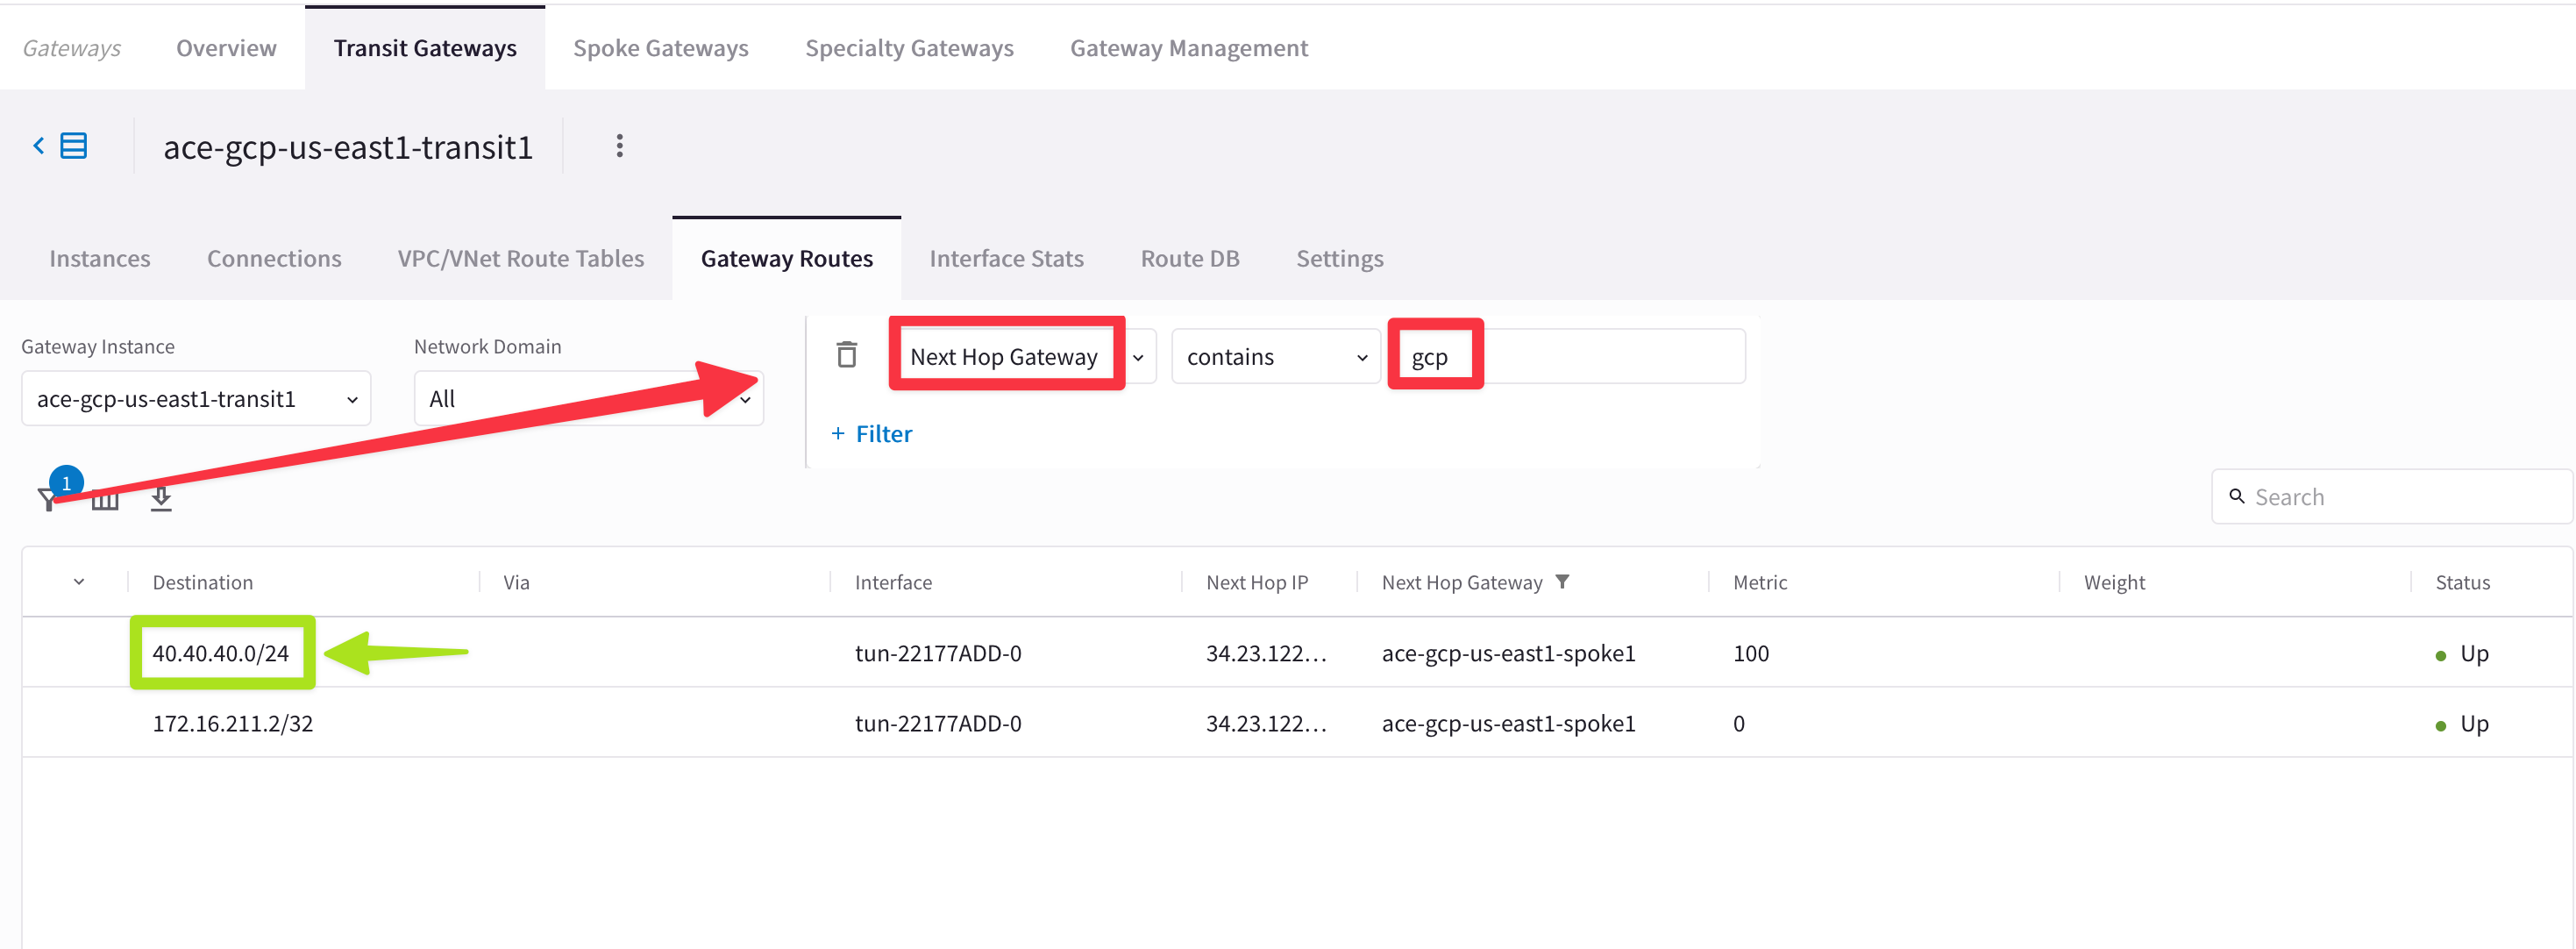 Gateways Overview Transit Gateways Spoke Gateways Specialty Gateways Gateway Management
ace-gcp-us-east1-transit1
Instances Connections VPC/VNet Route Tables Gateway Routes Interface Stats Route DB Settings
Gateway Instance Network Domain
Next Hop Gateway contains gcp
ace-gcp-us-east1-transit1 All
+ Filter
1
Search
Destination Via Interface Next Hop IP Next Hop Gateway Metric Weight Status
40.40.40.0/24 tun-22177ADD-0 34.23.122... ace-gcp-us-east1-spoke1 100 Up
172.16.211.2/32 tun-22177ADD-0 34.23.122... ace-gcp-us-east1-spoke1 0 Up